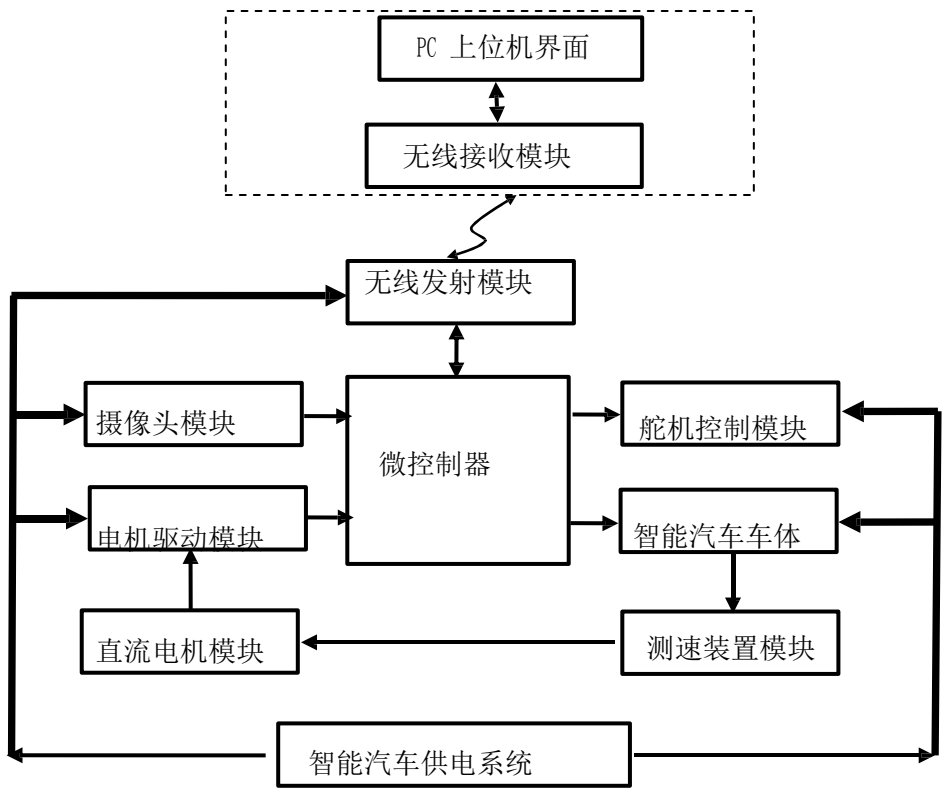 PC 上位机界面
无线接收模块
无线发射模块
摄像头模块
微控制器
舵机控制模块
电机驱动模块
智能汽车车体
直流电机模块
测速装置模块
智能汽车供电系统